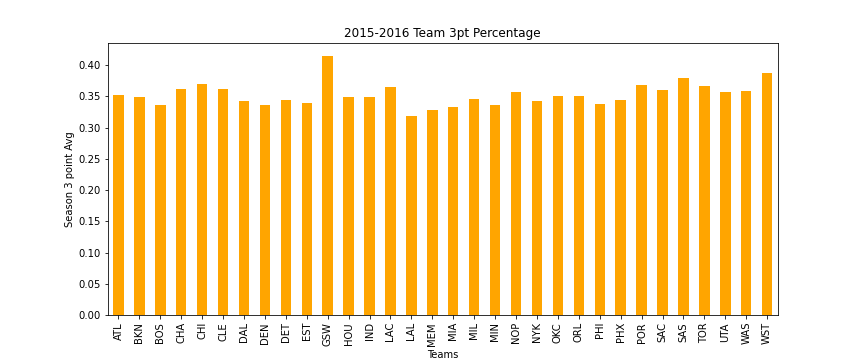 2015-2016 Team 3pt Percentage
Season 3 point Avg
0.40
0.35
0.30
0.25
0.20
0.15
0.10
0.05
0.00
ATL
BKN
BOS
CHA
CHI
CLE
DAL
DEN
DET
EST
GSW
HOU
IND
LAC
LAL
MEM
MIA
MIL
MIN
NOP
NYK
OKC
ORL
PHI
PHX
POR
SAC
SAS
TOR
UTA
WAS
WST
Teams